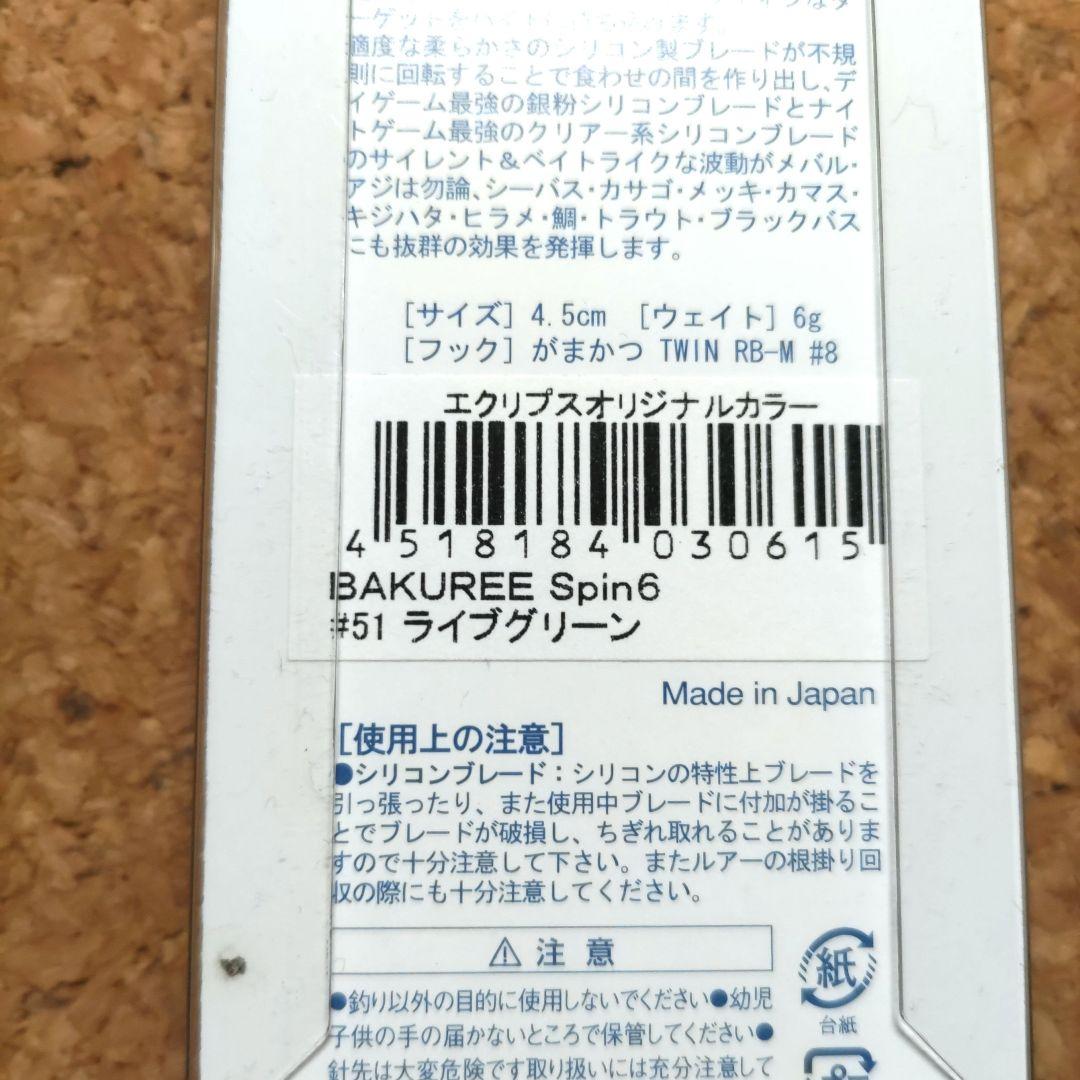 ーゲットをバイトに
適度な柔らかさのシリコン製ブレードが不規
則に回転することで食わせの間を作り出し、デ
イゲーム最強の銀粉シリコンブレードとナイ
トゲーム最強のクリアー系シリコンブレード
のサイレント＆ベイトライクな波動がメバル・
アジは勿論、シーバス・カサゴ・メッキ・カマス・
キジハタ・ヒラメ・鯛・トラウト・ブラックバス
にも抜群の効果を発揮します。
［サイズ］4.5cm ［ウェイト］6g
［フック］がまかつ TWIN RB-M #8
エクリプスオリジナルカラー
4 518184 030615
BAKUREE Spin6
#51 ライブグリーン
Made in Japan
［使用上の注意］
●シリコンブレード：シリコンの特性上ブレードを
引っ張ったり、また使用中ブレードに付加が掛るこ
とでブレードが破損し、ちぎれ取れることがありま
すので十分注意して下さい。またルアーの根掛り回
収の際にも十分注意してください。
⚠ 注意
●釣り以外の目的に使用しないでください●幼児
子供の手の届かないところで保管してください●
針先は大変危険です取り扱いには充分注意して
紙
台紙